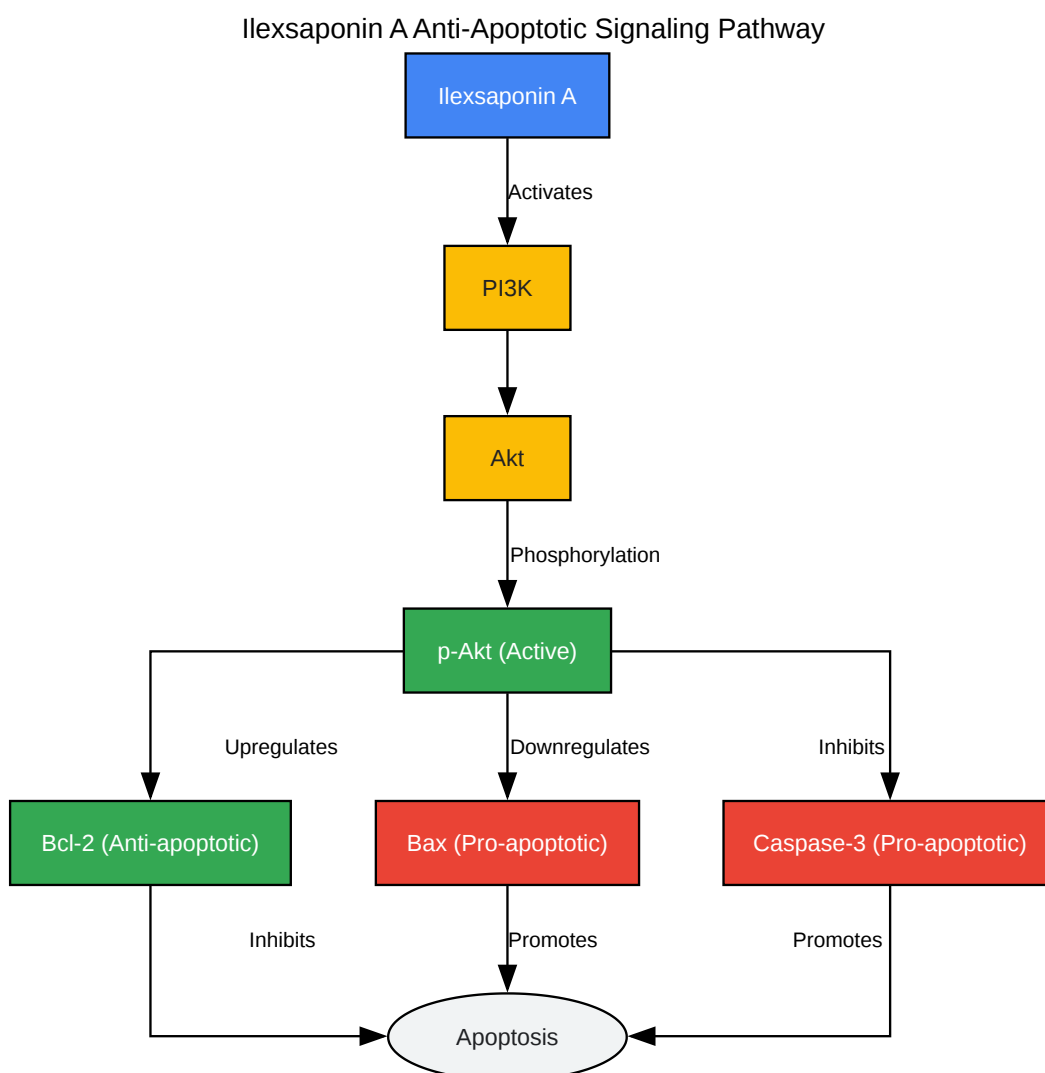 Ilexsaponin A Anti-Apoptotic Signaling Pathway
Ilexsaponin A
Activates
PI3K
Akt
Phosphorylation
p-Akt (Active)
Upregulates
Downregulates
Inhibits
Bcl-2 (Anti-apoptotic)
Bax (Pro-apoptotic)
Caspase-3 (Pro-apoptotic)
Inhibits
Promotes
Promotes
Apoptosis